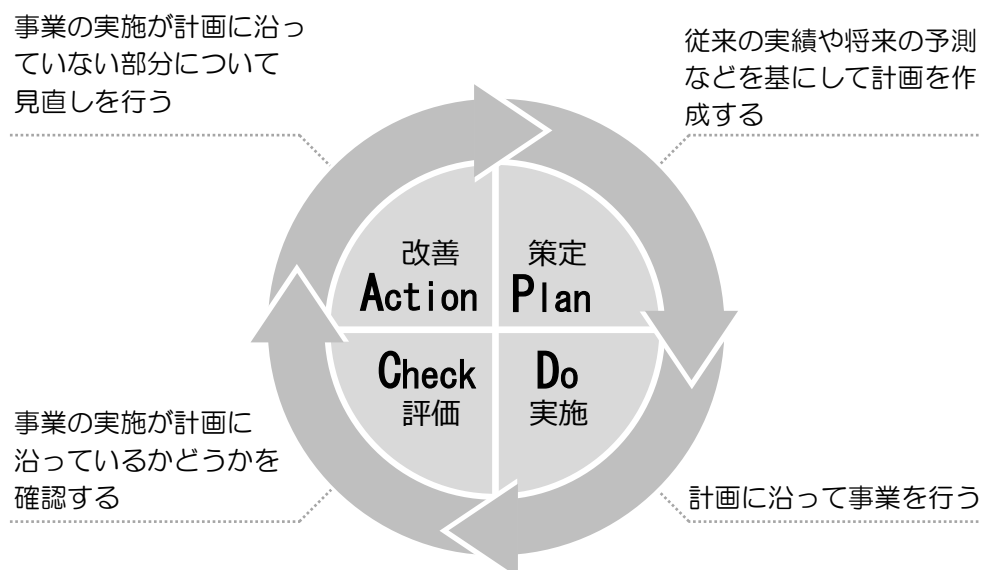 事業の実施が計画に沿っ
ていない部分について
見直しを行う
従来の実績や将来の予測
などを基にして計画を作
成する
改善
Action
策定
Plan
Check
評価
Do
実施
事業の実施が計画に
沿っているかどうかを
確認する
計画に沿って事業を行う